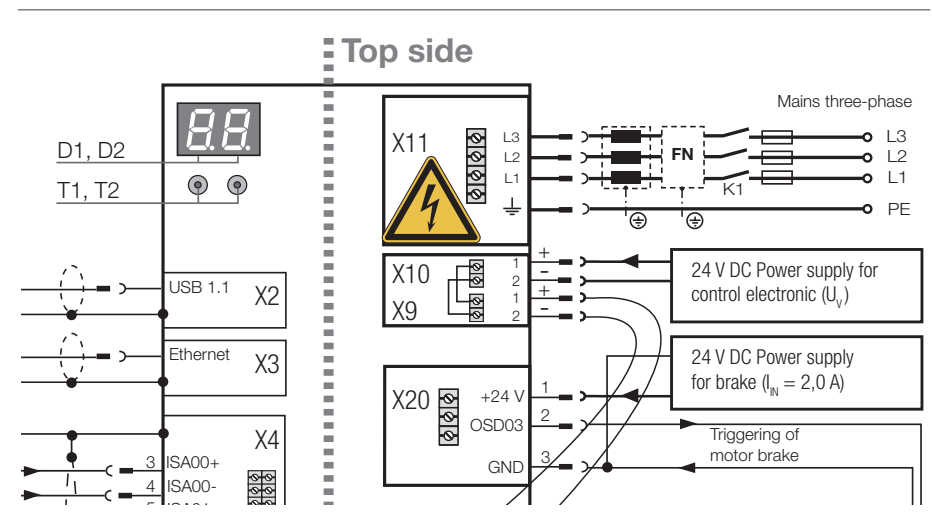 Top side
Mains three-phase
88
D1, D2
T1, T2
X11
L3
L2
L1
FN
K1
L3
L2
L1
PE
X10
X9
1
2
1
2
+
-
+
-
24 V DC Power supply for
control electronic (UV)
USB 1.1
X2
Ethernet
X3
24 V DC Power supply
for brake (IIN = 2,0 A)
X20
+24 V
OSD03
GND
1
2
3
Triggering of
motor brake
X4
3 ISA00+
4 ISA00-